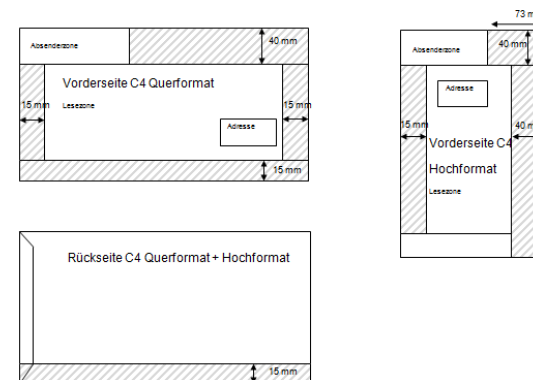 Absenderzone
40 mm
Vorderseite C4 Querformat
15 mm
Lesezone
15 mm
Adresse
15 mm
73 m
Absenderzone
40 mm
Adresse
15 mm
40 m
Vorderseite C4
Hochformat
Lesezone
Rückseite C4 Querformat + Hochformat
15 mm